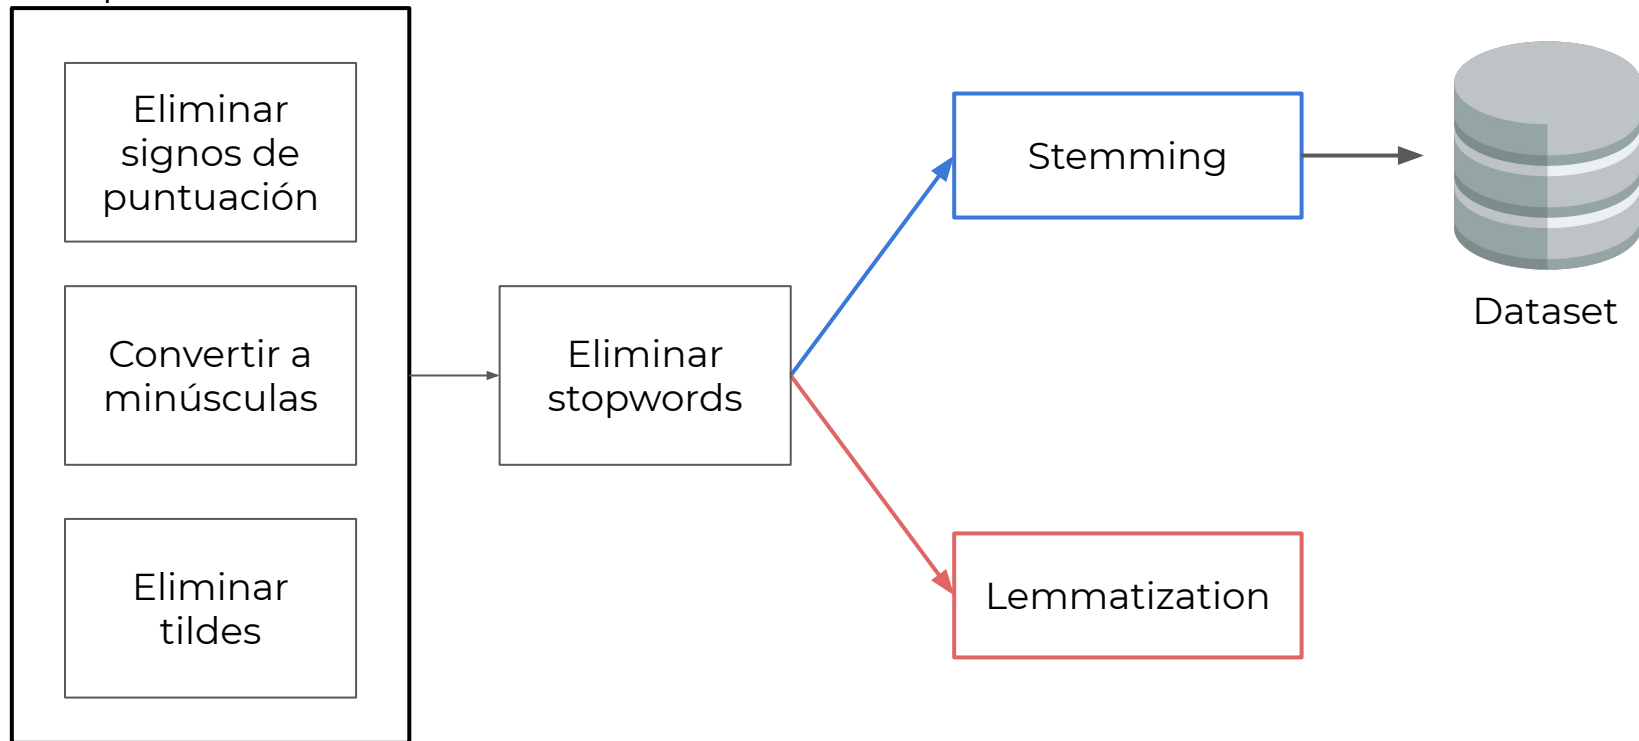 Eliminar
signos de
puntuación
Convertir a
minúsculas
Eliminar
tildes
Eliminar
stopwords
Stemming
Lemmatization
Dataset